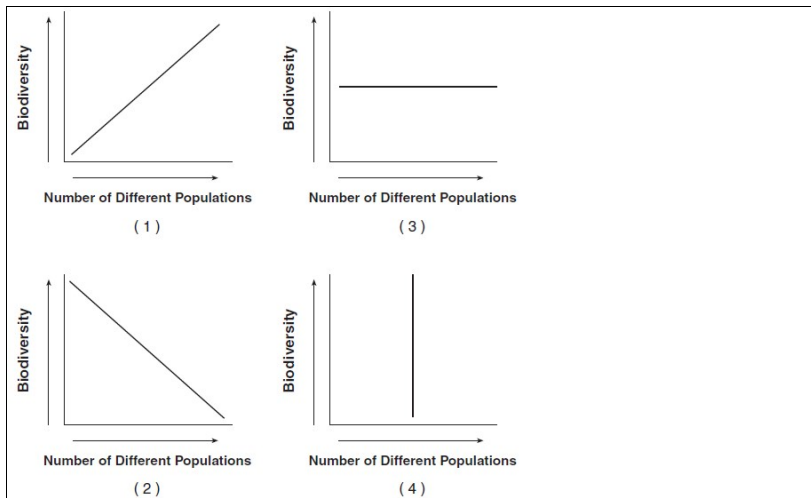 Biodiversity
Number of Different Populations
( 1 )
Biodiversity
Number of Different Populations
( 3 )
Biodiversity
Number of Different Populations
( 2 )
Biodiversity
Number of Different Populations
( 4 )